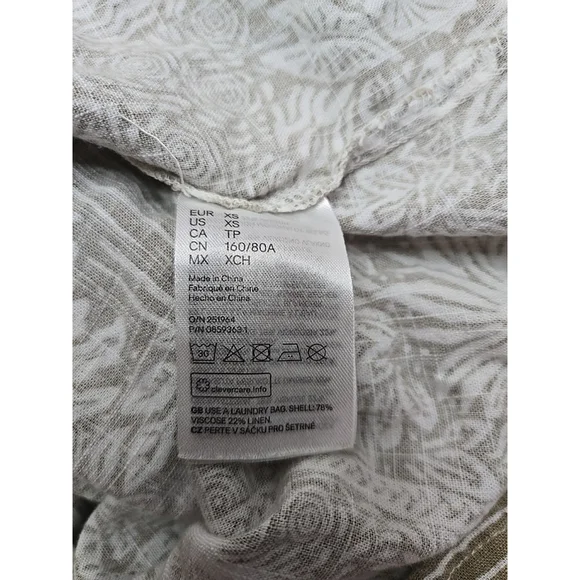 EUR XS
US XS
CA TP
CN 160/80A
MX XCH
Made in China
Fabriqué en Chine
Hecho en China
O/N 251964
P/N 0859363.1
30
clevercare.info
GB USE A LAUNDRY BAG. SHELL: 78%
VISCOSE 22% LINEN.
CZ PERTE V SÁČKU PRO ŠETRNÉ